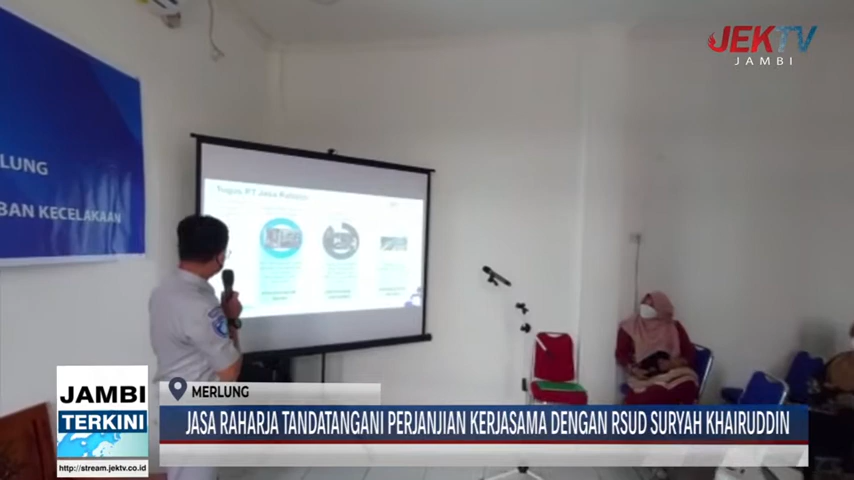 JEKTV
JAMBI
LUNG
BAN KECELAKAAN
Tugas PT Jasa Raharja
MERLUNG
JAMBI
TERKINI
JASA RAHARJA TANDATANGANI PERJANJIAN KERJASAMA DENGAN RSUD SURYAH KHAIRUDDIN
http://stream.jektv.co.id